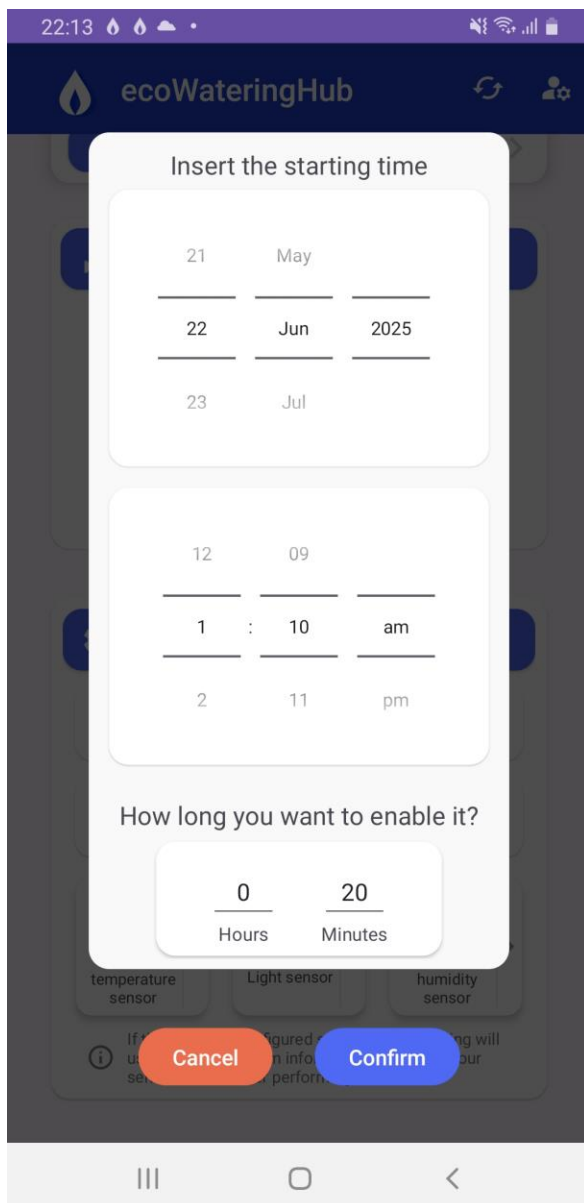 22:13
ecoWateringHub
Insert the starting time
21 May
22 Jun 2025
23 Jul
12 09
1 : 10 am
2 11 pm
How long you want to enable it?
0 20
Hours Minutes
temperature Light sensor humidity
sensor sensor
ng will
Cancel Confirm